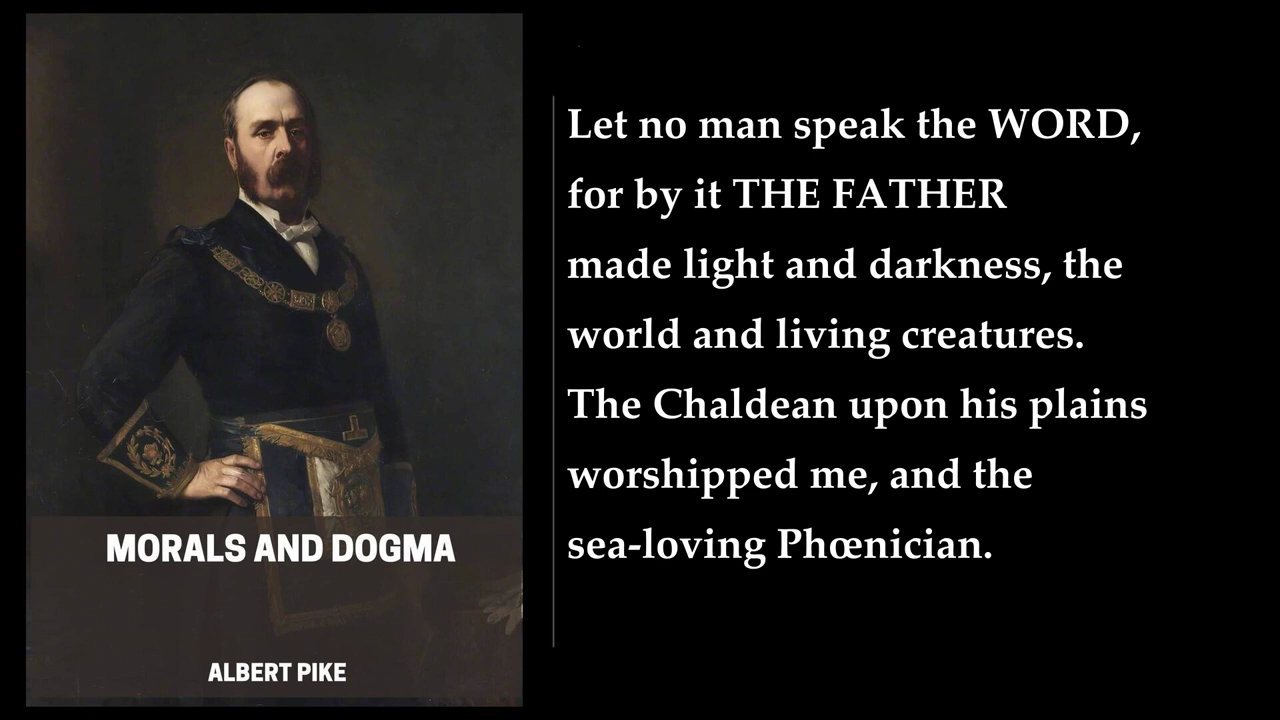 MORALS AND DOGMA
ALBERT PIKE
Let no man speak the WORD,
for by it THE FATHER
made light and darkness, the
world and living creatures.
The Chaldean upon his plains
worshipped me, and the
sea-loving Phœnician.